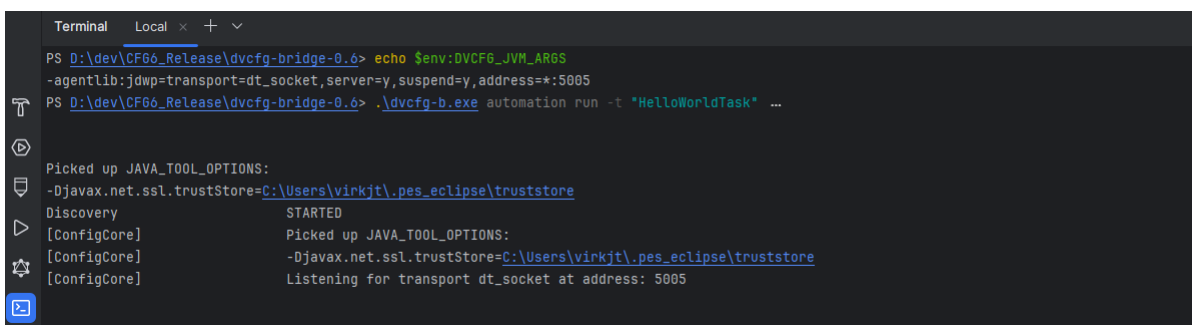 Terminal Local × + ⌄
PS D:\dev\CFG6_Release\dvcfg-bridge-0.6> echo $env:DVCFG_JVM_ARGS
-agentlib:jdwp=transport=dt_socket,server=y,suspend=y,address=*:5005
PS D:\dev\CFG6_Release\dvcfg-bridge-0.6> .\dvcfg-b.exe automation run -t "HelloWorldTask" …
Picked up JAVA_TOOL_OPTIONS:
-Djavax.net.ssl.trustStore=C:\Users\virkjt\.pes_eclipse\truststore
Discovery STARTED
[ConfigCore] Picked up JAVA_TOOL_OPTIONS:
[ConfigCore] -Djavax.net.ssl.trustStore=C:\Users\virkjt\.pes_eclipse\truststore
[ConfigCore] Listening for transport dt_socket at address: 5005